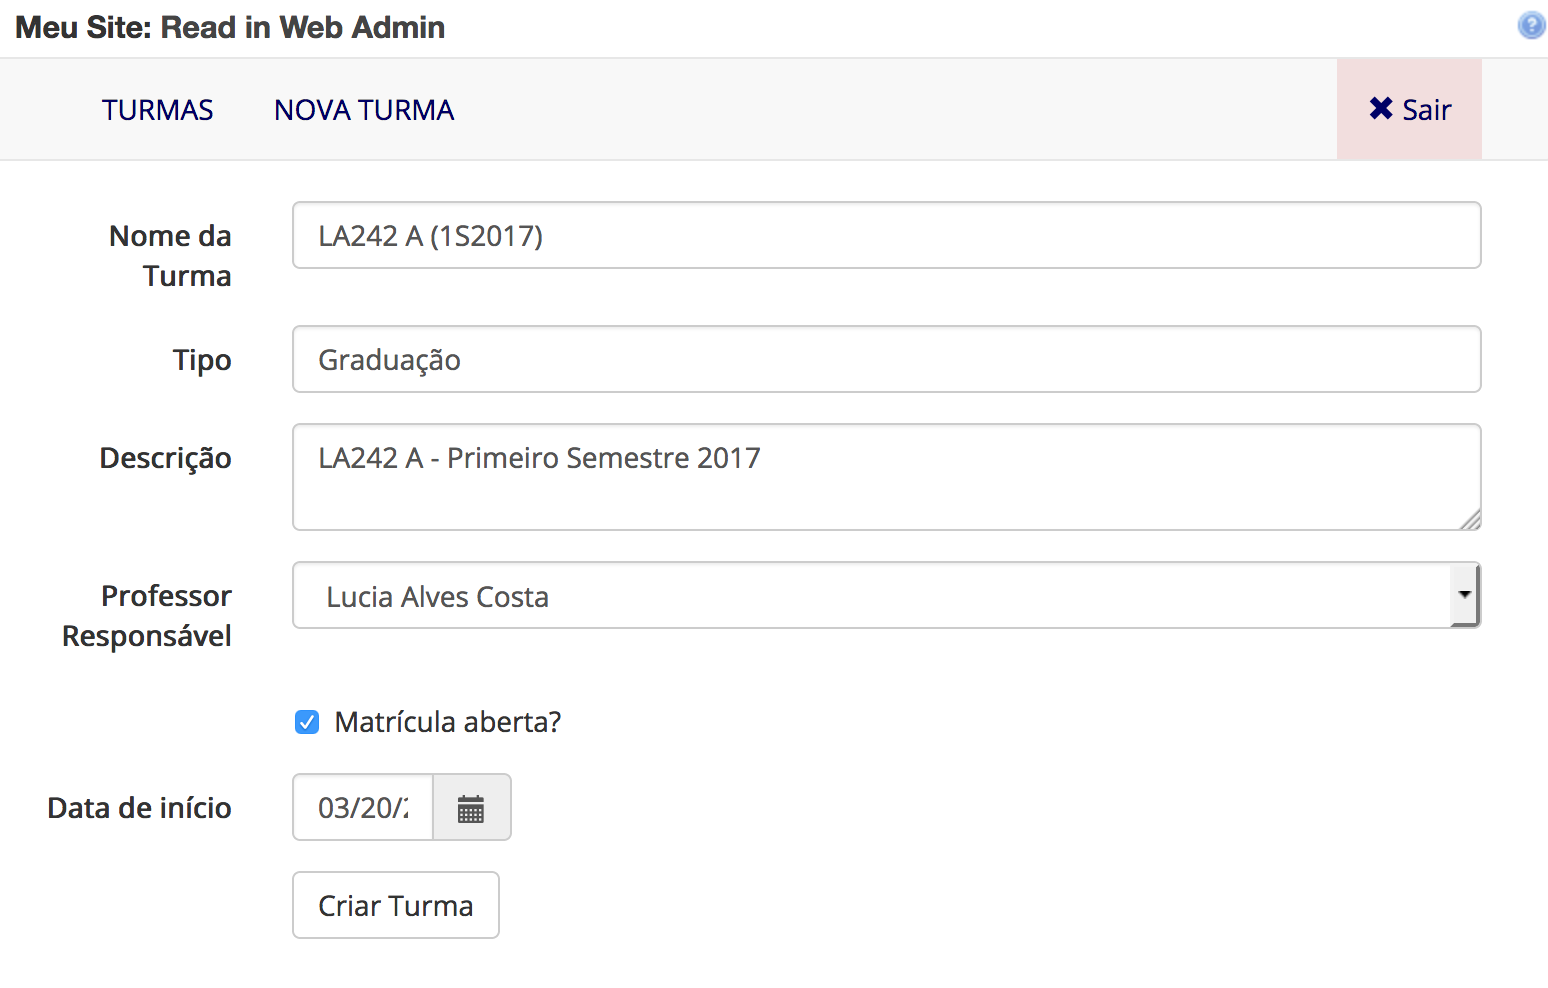 Meu Site: Read in Web Admin
?
TURMAS NOVA TURMA ✖ Sair
Nome da
Turma
LA242 A (1S2017)
Tipo
Graduação
Descrição
LA242 A - Primeiro Semestre 2017
Professor
Responsável
Lucia Alves Costa
Matrícula aberta?
Data de início
03/20/
Criar Turma